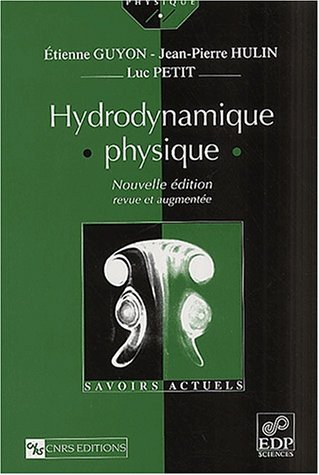 PHYSIQUE
Étienne GUYON - Jean-Pierre HULIN
Luc PETIT
Hydrodynamique
• physique •
Nouvelle édition
revue et augmentée
SAVOIRS ACTUELS
cnrs
CNRS EDITIONS
EDP
SCIENCES